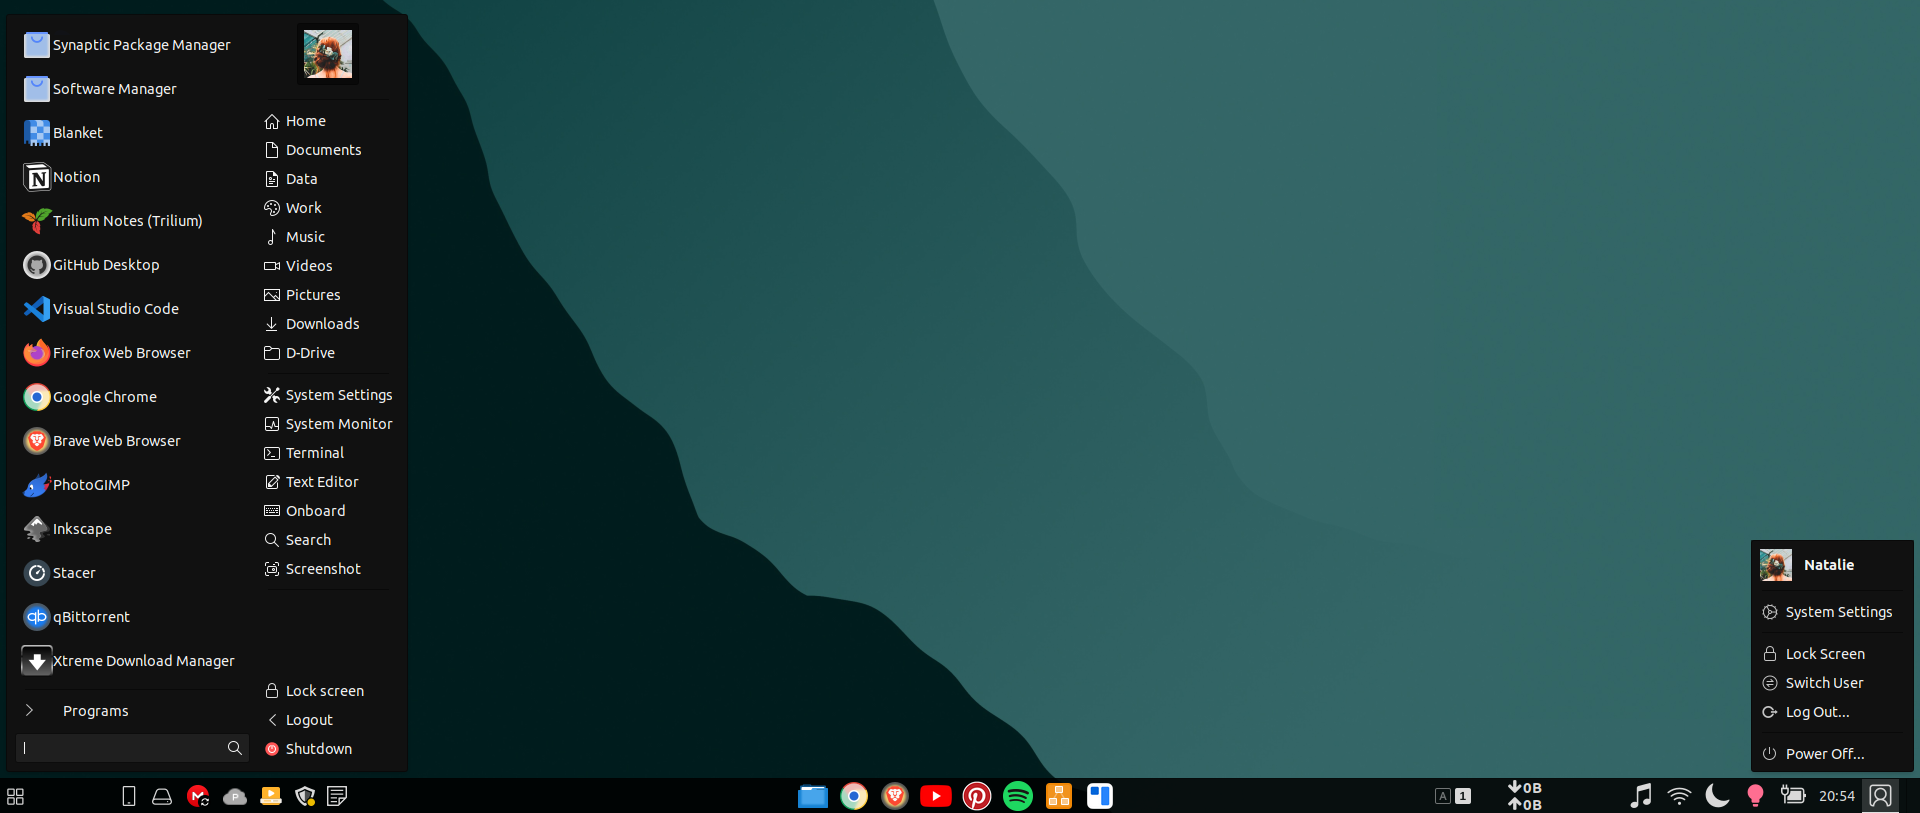 Synaptic Package Manager
Software Manager
Blanket
Notion
Trilium Notes (Trilium)
GitHub Desktop
Visual Studio Code
Firefox Web Browser
Google Chrome
Brave Web Browser
PhotoGIMP
Inkscape
Stacer
qBittorrent
Xtreme Download Manager
Programs
Home
Documents
Data
Work
Music
Videos
Pictures
Downloads
D-Drive
System Settings
System Monitor
Terminal
Text Editor
Onboard
Search
Screenshot
Lock screen
Logout
Shutdown
Natalie
System Settings
Lock Screen
Switch User
Log Out...
Power Off...
A 1
0B
0B
20:54